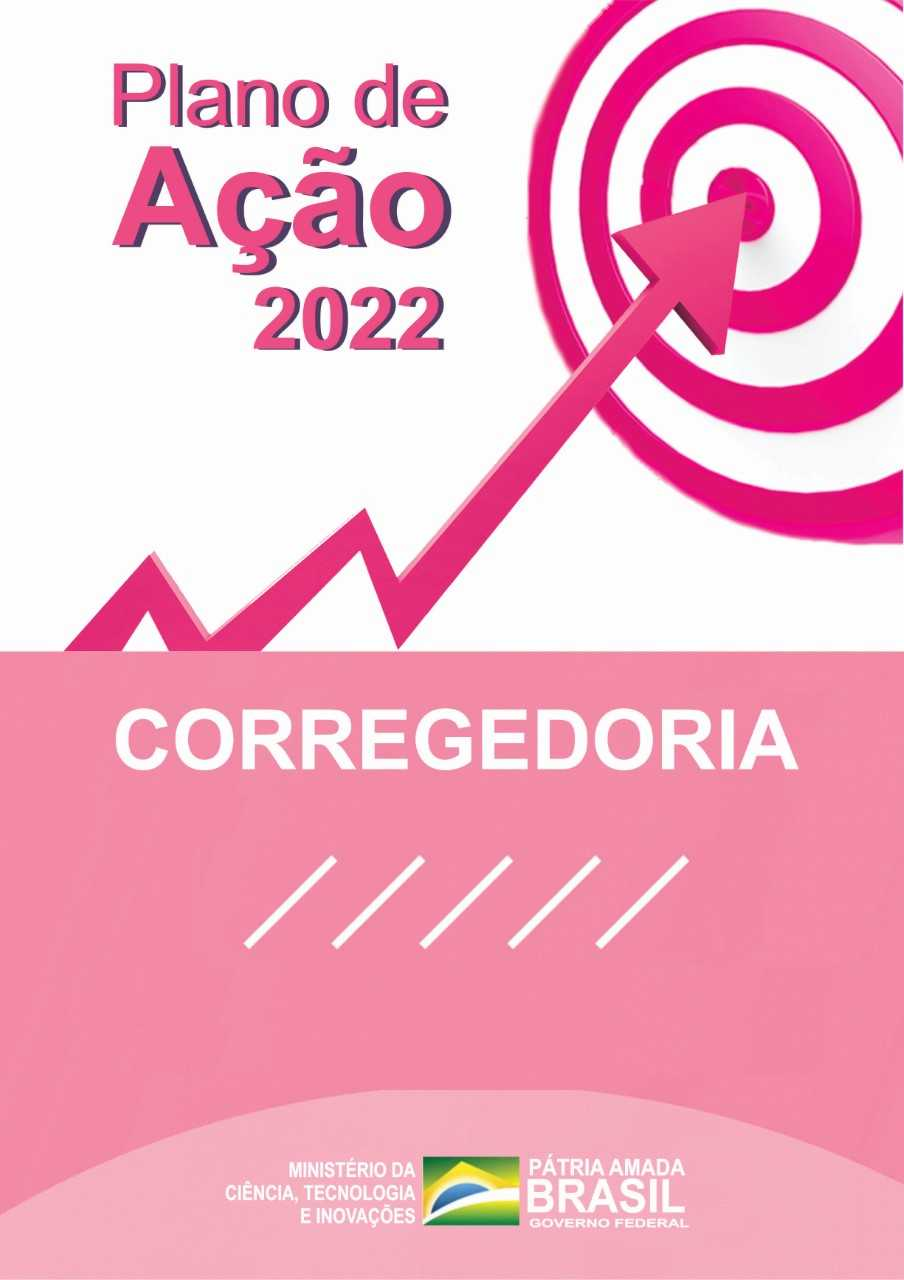 Plano de
Ação
2022
CORREGEDORIA
MINISTÉRIO DA
CIÊNCIA, TECNOLOGIA
E INOVAÇÕES
PÁTRIA AMADA
BRASIL
GOVERNO FEDERAL